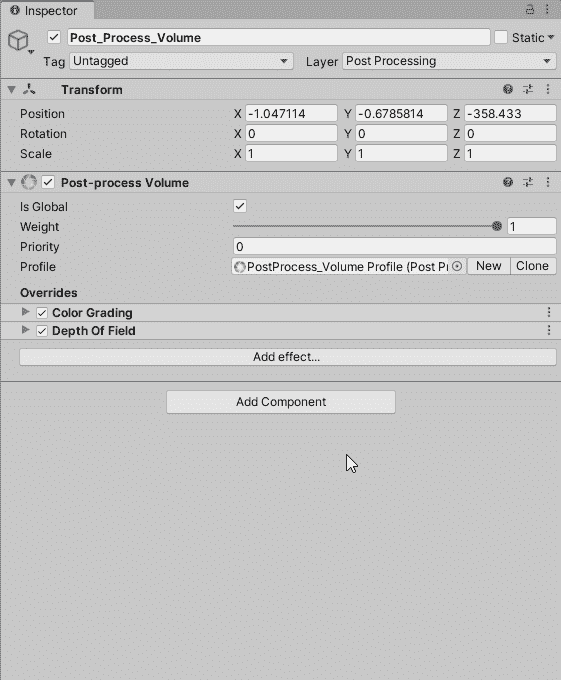 Inspector
Post_Process_Volume Static
Tag Untagged Layer Post Processing
Transform
Position X -1.047114 Y -0.6785814 Z -358.433
Rotation X 0 Y 0 Z 0
Scale X 1 Y 1 Z 1
Post-process Volume
Is Global
Weight 1
Priority 0
Profile PostProcess_Volume Profile (Post Pr New Clone
Overrides
Color Grading
Depth Of Field
Add effect...
Add Component